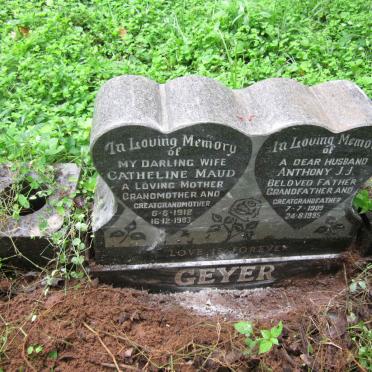 In Loving Memory
of
MY DARLING WIFE
CATHELINE MAUD
A LOVING MOTHER
GRANDMOTHER AND
GREATGRANDMOTHER
6-6-1912
16-12-1993
In Loving Memory
of
A DEAR HUSBAND
ANTHONY J.J.
BELOVED FATHER
GRANDFATHER AND
GREATGRANDFATHER
7-7-1909
24-8-1995
LOVE IS FOREVER
GEYER